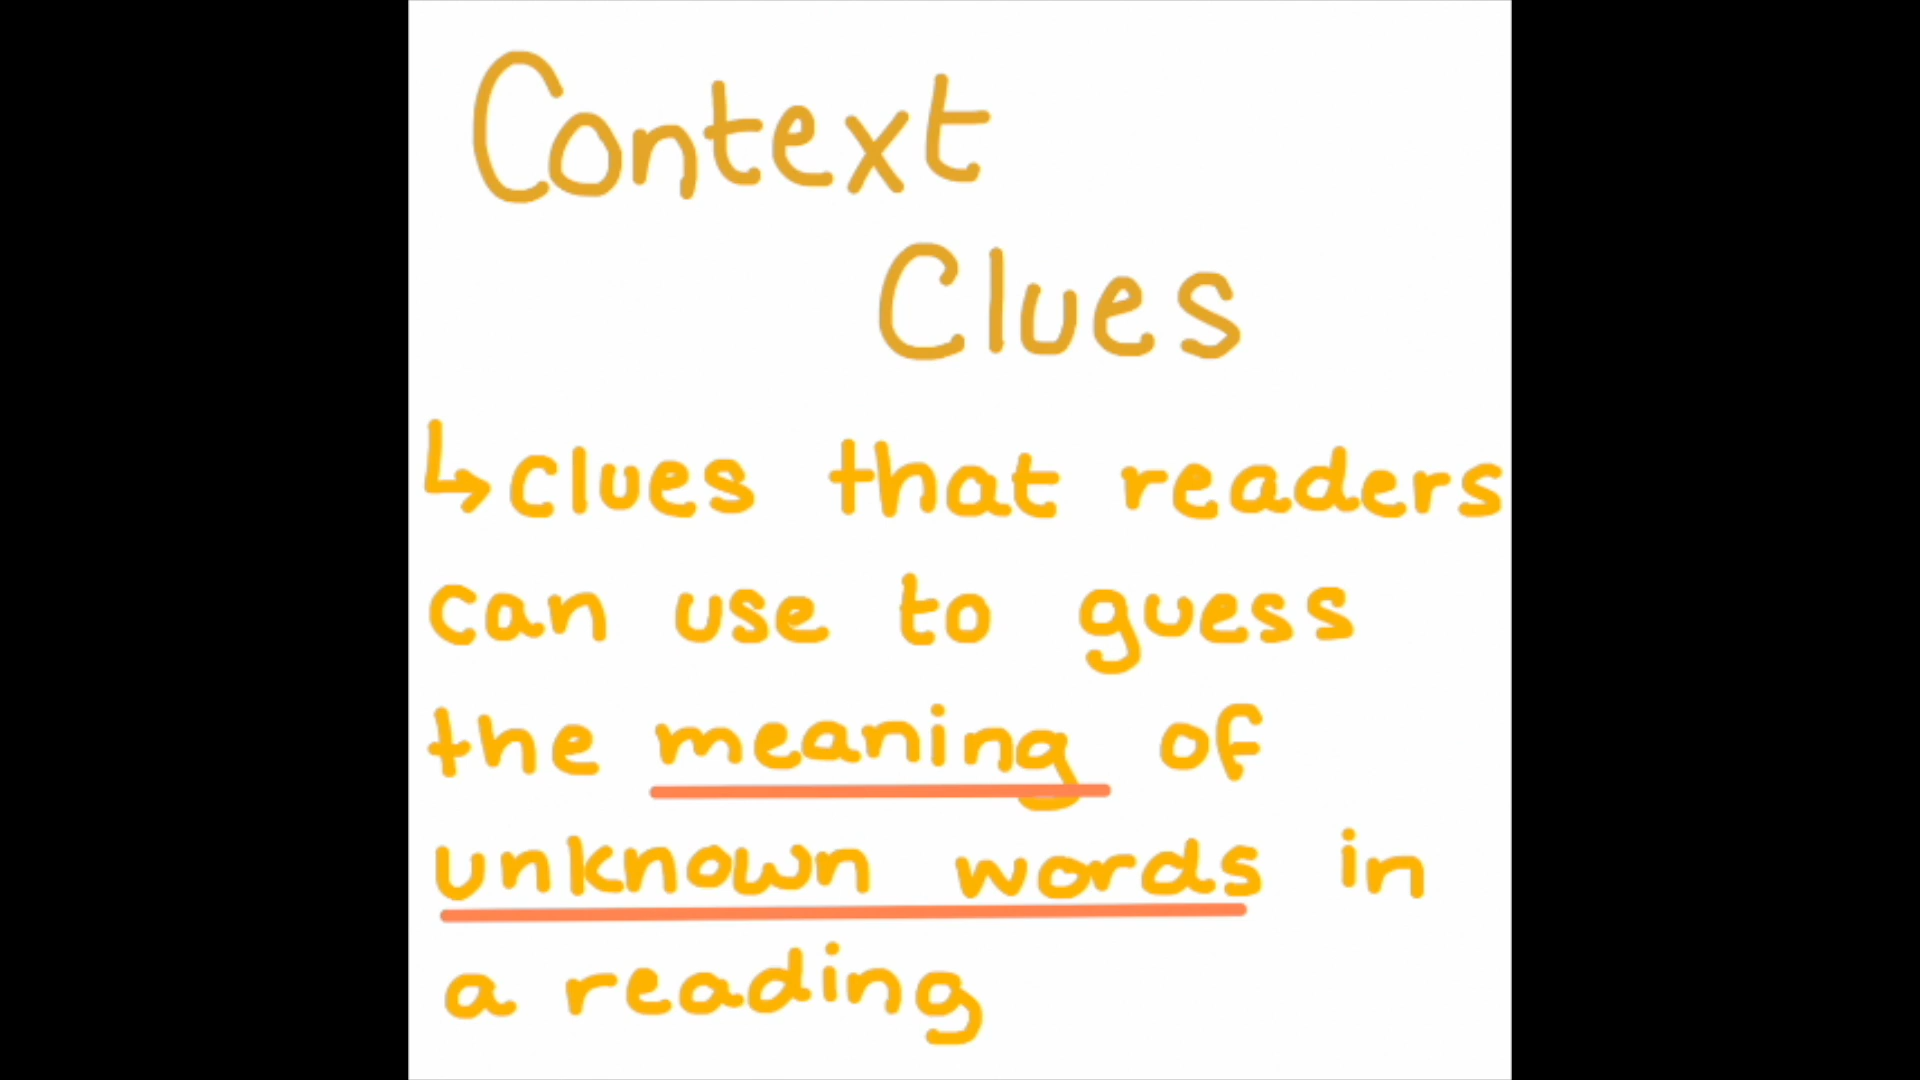 Context
Clues
↳clues that readers
can use to guess
the meaning of
unknown words in
a reading